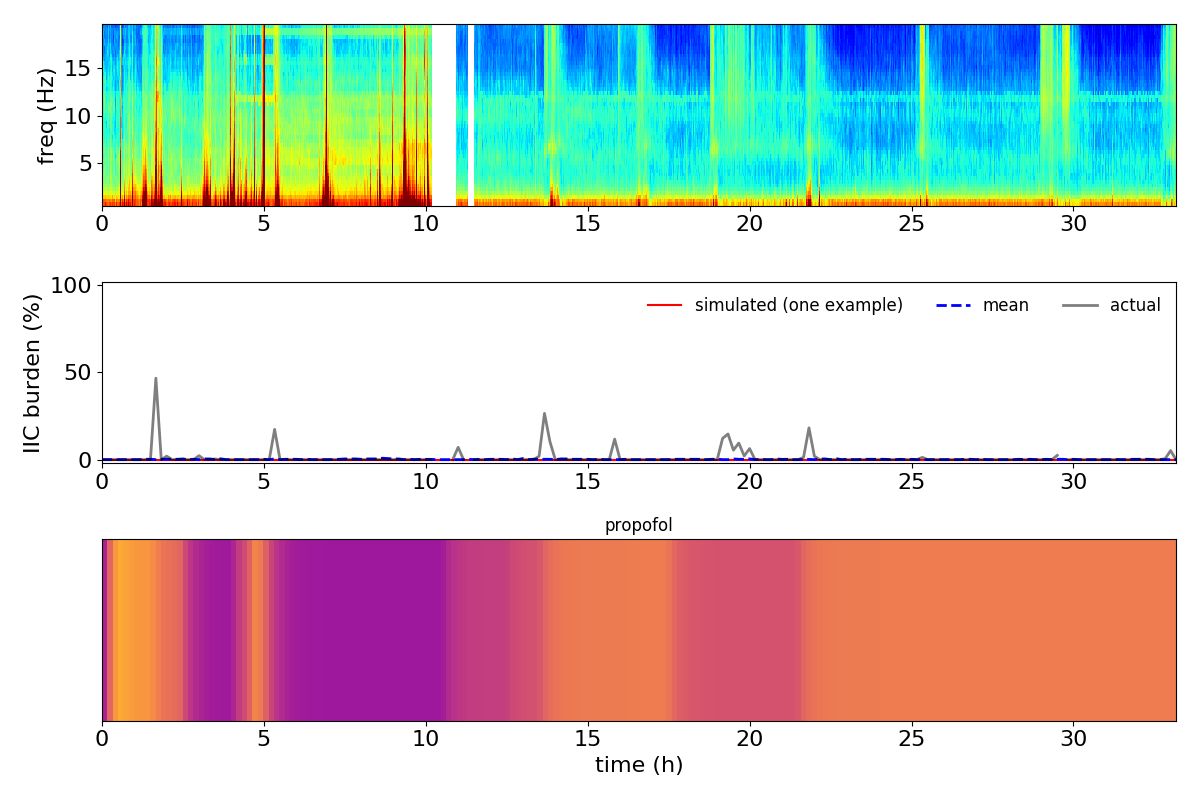 freq (Hz)
15
10
5
0 5 10 15 20 25 30
IIC burden (%)
100
50
0
simulated (one example) mean actual
0 5 10 15 20 25 30
propofol
0 5 10 15 20 25 30
time (h)